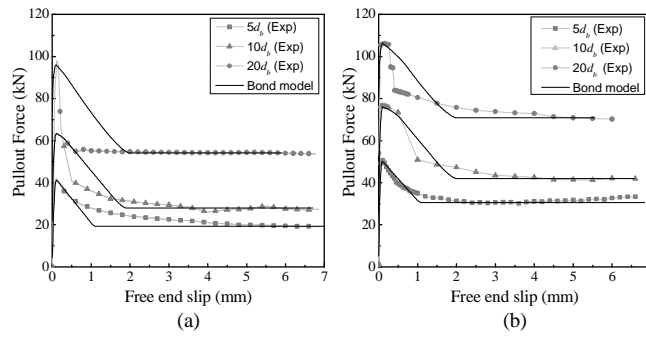 120
100
80
60
40
20
0
Pullout Force (kN)
5d_b (Exp)
10d_b (Exp)
20d_b (Exp)
Bond model
0 1 2 3 4 5 6 7
Free end slip (mm)
(a)
120
100
80
60
40
20
0
Pullout Force (kN)
5d_b (Exp)
10d_b (Exp)
20d_b (Exp)
Bond model
0 1 2 3 4 5 6 7
Free end slip (mm)
(b)